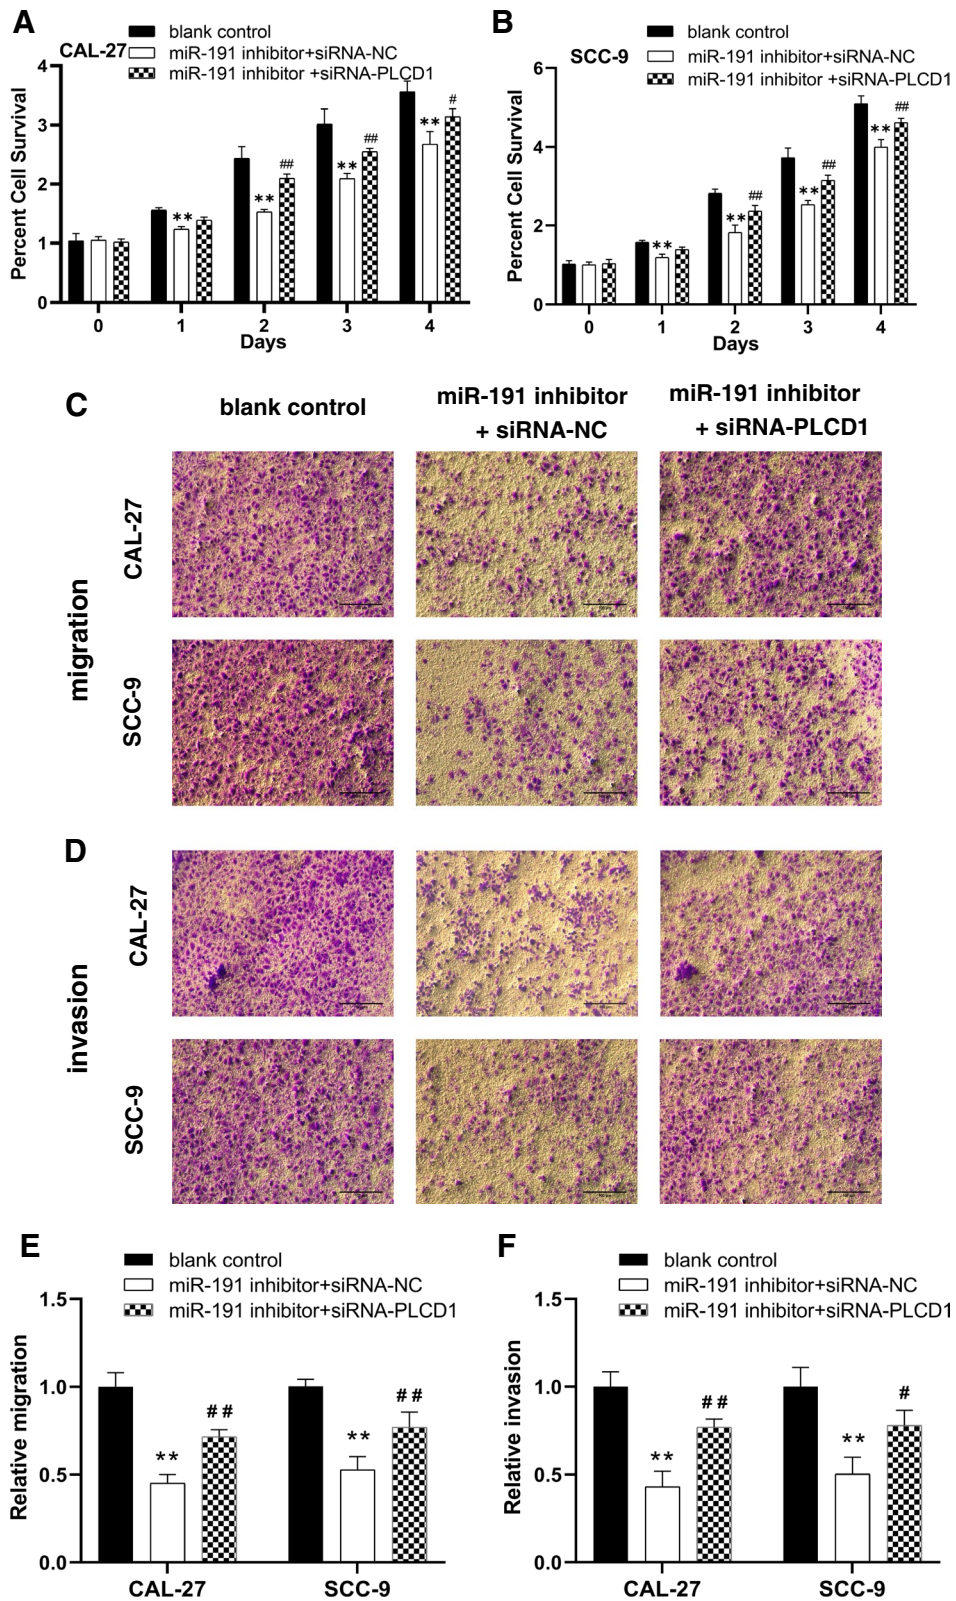 A
CAL-27
blank control
miR-191 inhibitor+siRNA-NC
miR-191 inhibitor +siRNA-PLCD1
Percent Cell Survival
4
3
2
1
0
**
**
##
**
##
**
#
0 1 2 3 4
Days
B
SCC-9
blank control
miR-191 inhibitor+siRNA-NC
miR-191 inhibitor +siRNA-PLCD1
Percent Cell Survival
6
4
2
0
**
**
##
**
##
**
##
0 1 2 3 4
Days
C
blank control
miR-191 inhibitor
+ siRNA-NC
miR-191 inhibitor
+ siRNA-PLCD1
migration
CAL-27
SCC-9
D
invasion
CAL-27
SCC-9
E
blank control
miR-191 inhibitor+siRNA-NC
miR-191 inhibitor+siRNA-PLCD1
Relative migration
1.5
1.0
0.5
0.0
**
##
**
##
CAL-27 SCC-9
F
blank control
miR-191 inhibitor+siRNA-NC
miR-191 inhibitor+siRNA-PLCD1
Relative invasion
1.5
1.0
0.5
0.0
**
##
**
#
CAL-27 SCC-9